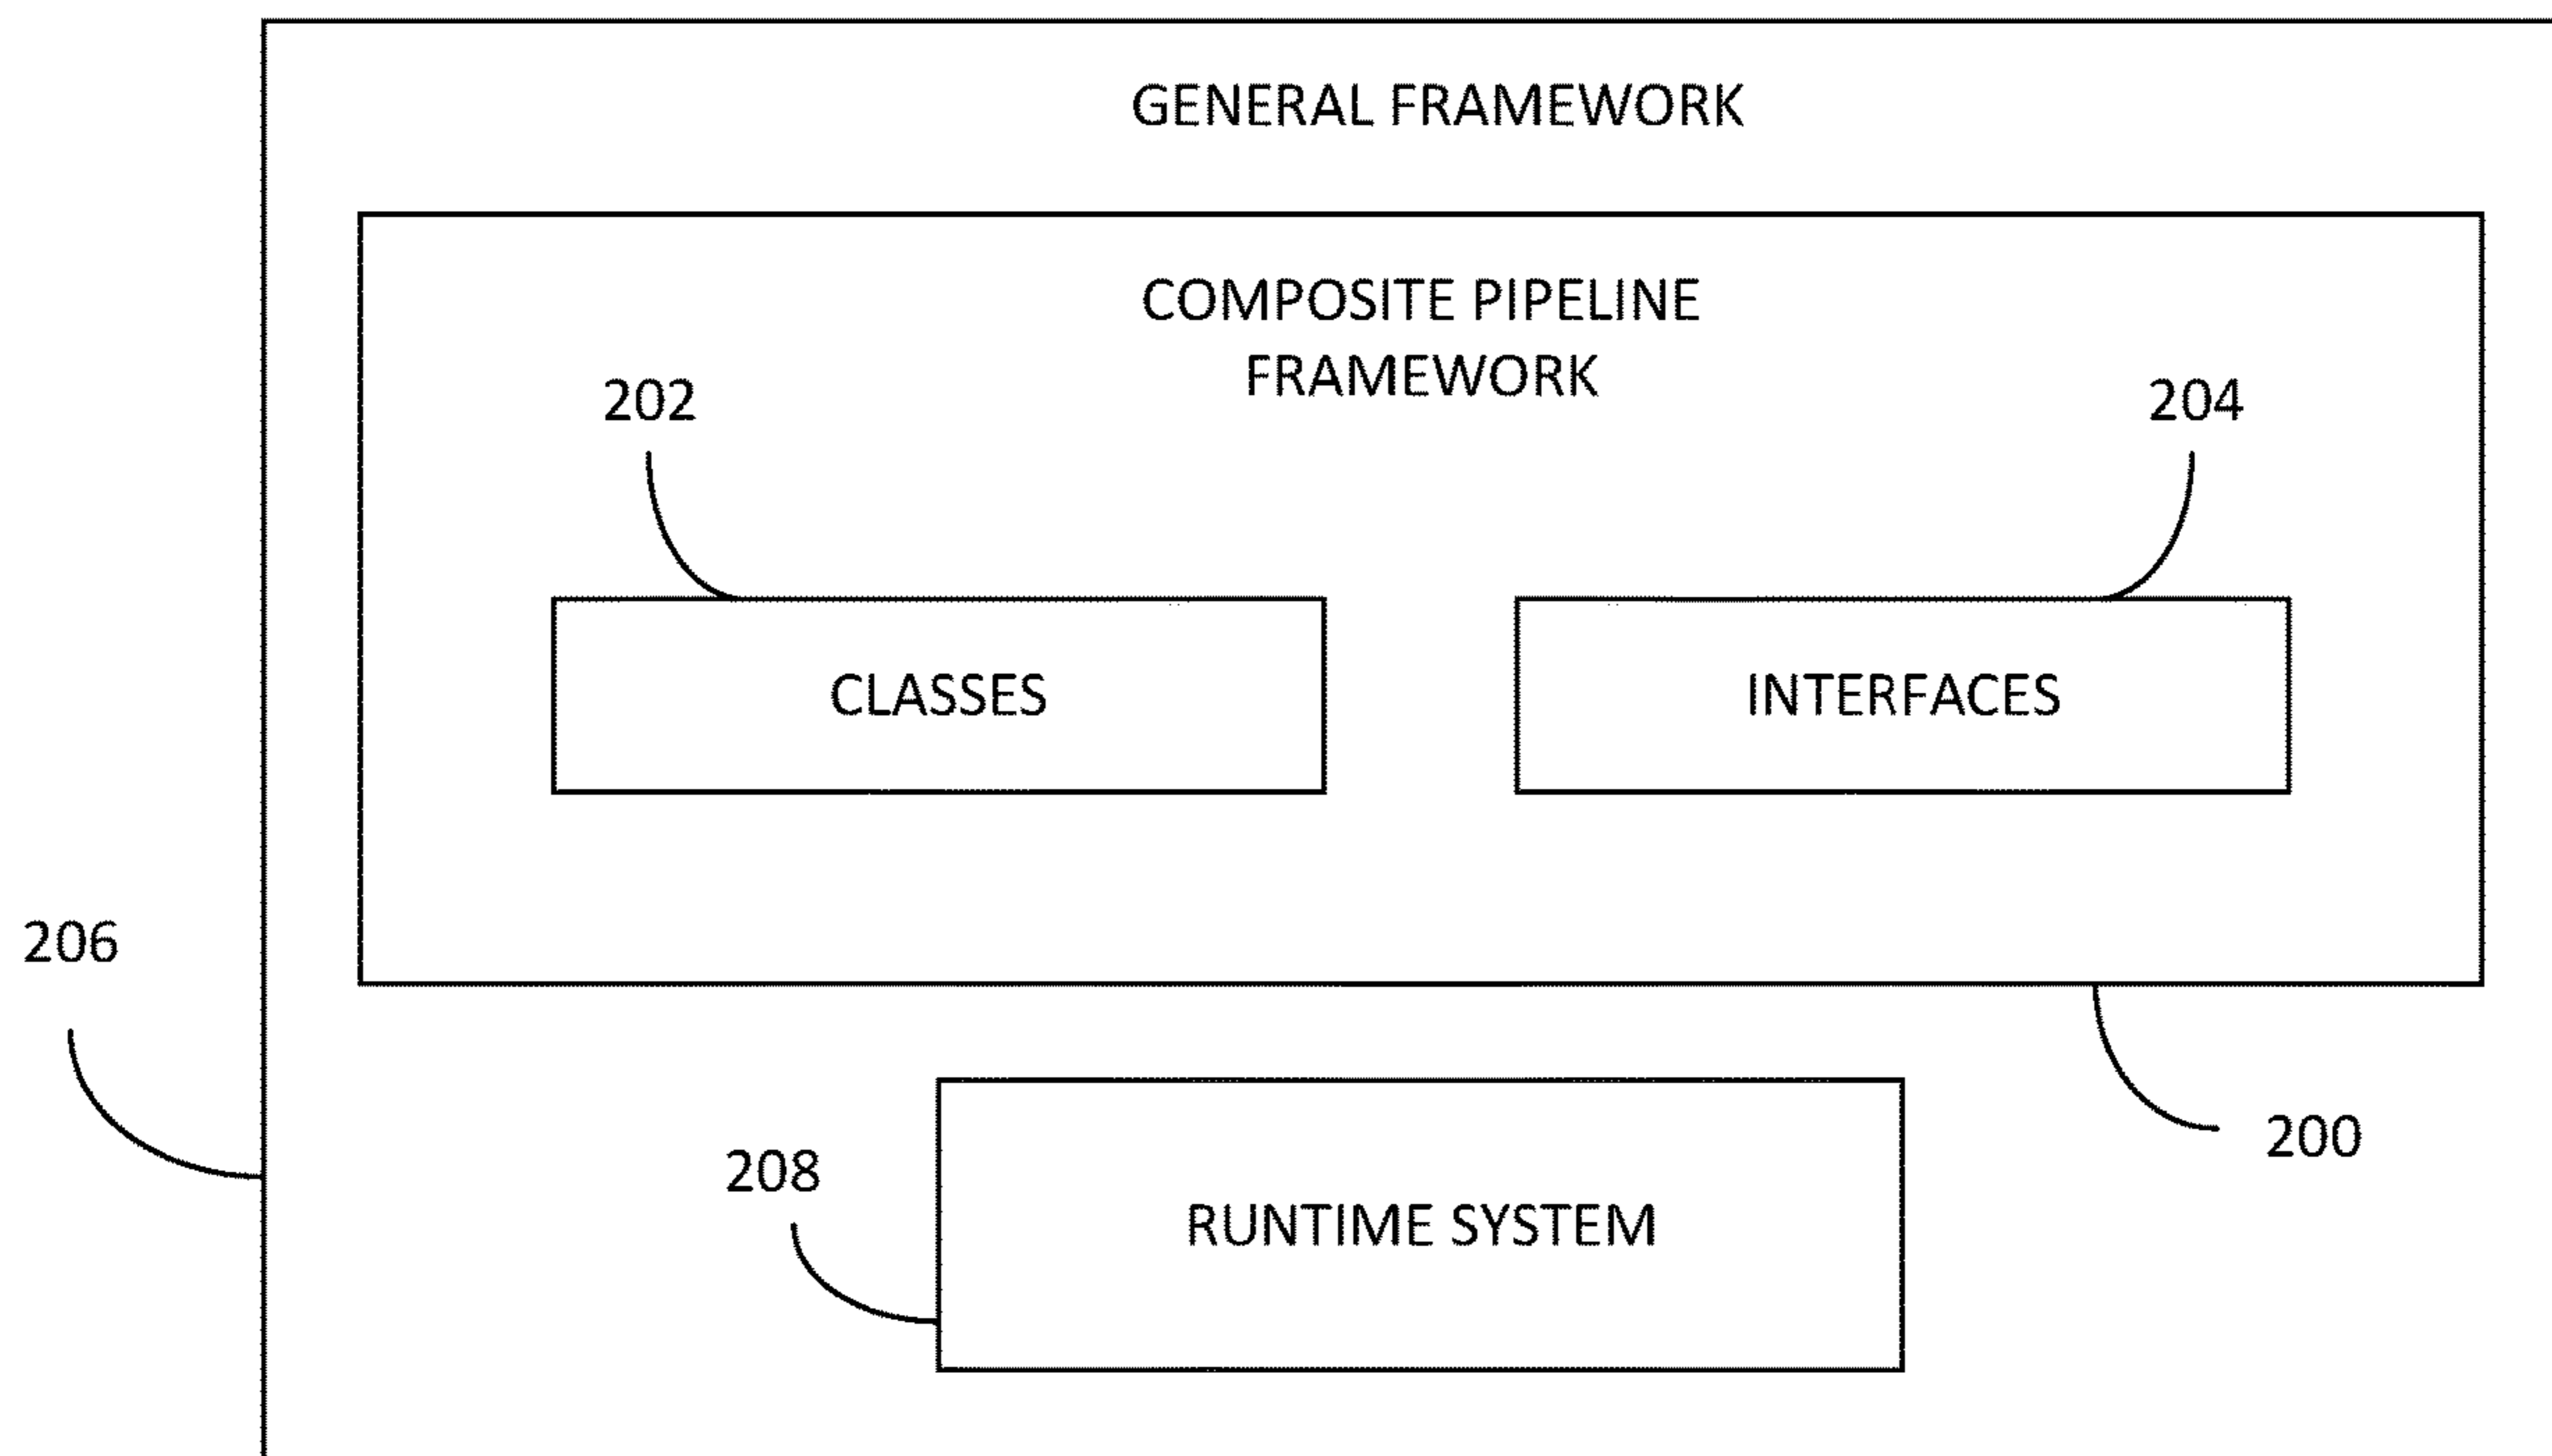 GENERAL FRAMEWORK
COMPOSITE PIPELINE
FRAMEWORK
202
204
CLASSES
INTERFACES
206
200
208
RUNTIME SYSTEM